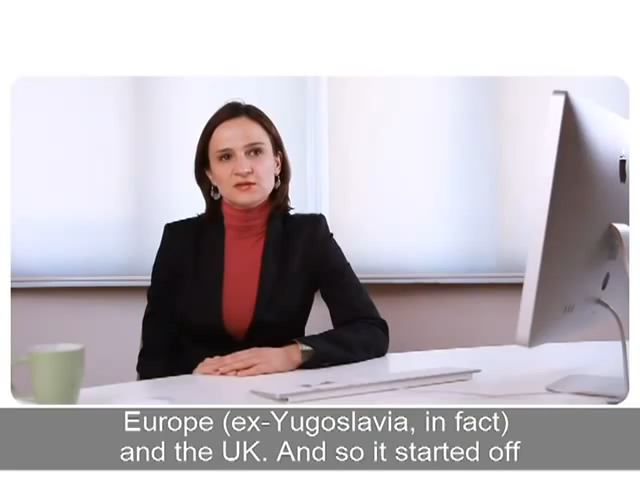 Europe (ex-Yugoslavia, in fact)
and the UK. And so it started off